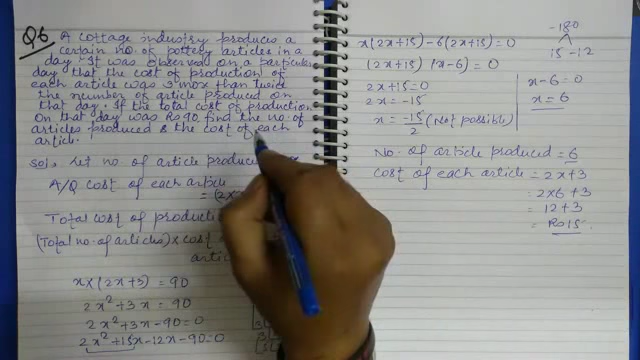 Q6 A cottage industry produces a
certain no. of pottery articles in a
day. It was observed on a particular
day that the cost of production of
each article was 3 more than twice
the number of article produced on
that day. If the total cost of production
on that day was Rs 90, find the no. of
articles produced & the cost of each
article.
Sol. Let no. of article produced
A/Q cost of each article
= (2x
Total cost of production
(Total no. of articles) × cost
x × (2x+3) = 90
2x² + 3x = 90
2x² + 3x - 90 = 0
2x² + 15x - 12x - 90 = 0
-180
15 -12
x(2x+15) - 6(2x+15) = 0
(2x+15) (x-6) = 0
2x+15 = 0
2x = -15
x = -15/2 (Not possible)
x - 6 = 0
x = 6
No. of article produced = 6
Cost of each article = 2x+3
= 2×6+3
= 12+3
= Rs 15